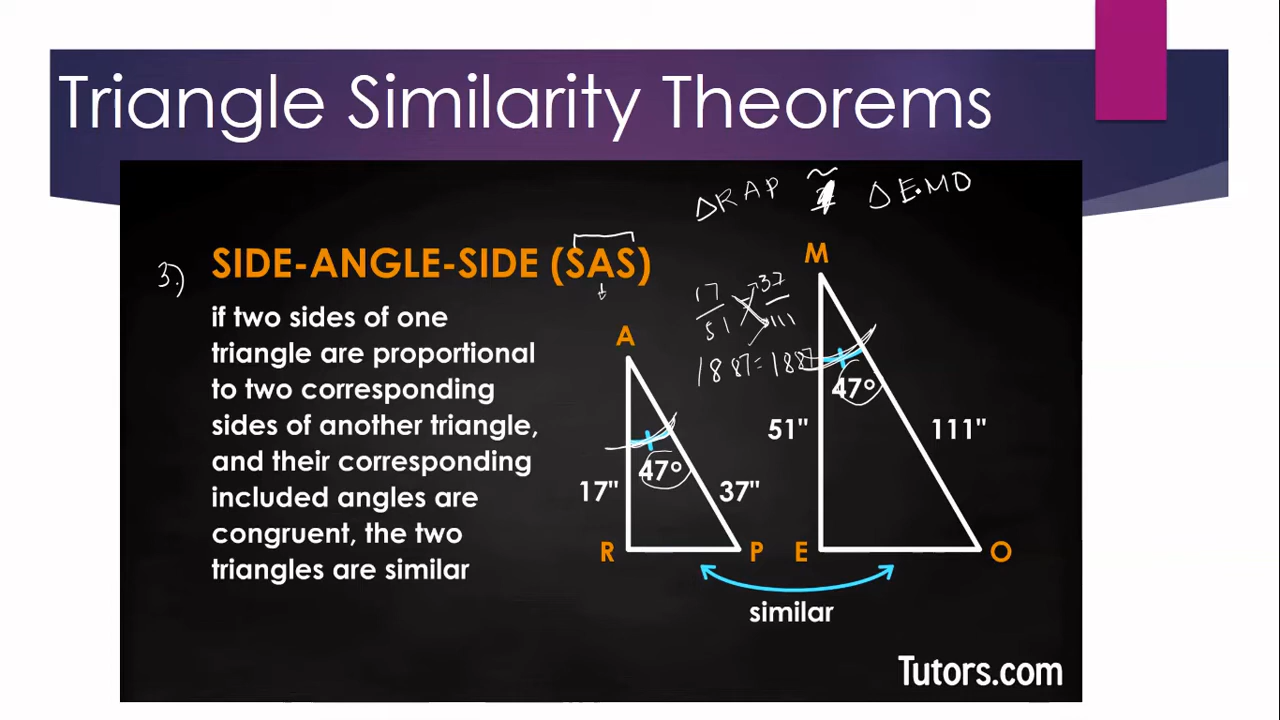 Triangle Similarity Theorems
△RAP ~ △EMO
3.) SIDE-ANGLE-SIDE (SAS)
if two sides of one
triangle are proportional
to two corresponding
sides of another triangle,
and their corresponding
included angles are
congruent, the two
triangles are similar
A
47°
17"
37"
R
P
17/51 37/111
1887=1887
M
47°
51"
111"
E
O
similar
Tutors.com